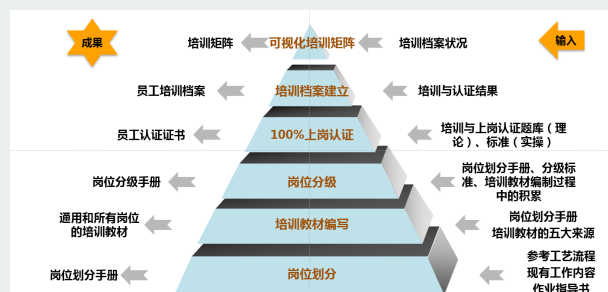 成果
输入
培训矩阵
可视化培训矩阵
培训档案状况
员工培训档案
培训档案建立
培训与认证结果
员工认证证书
100%上岗认证
培训与上岗认证题库（理
论）、标准（实操）
岗位分级手册
岗位分级
岗位划分手册、分级标
准、培训教材编制过程
中的积累
通用和所有岗位
的培训教材
培训教材编写
岗位划分手册
培训教材的五大来源
岗位划分手册
岗位划分
参考工艺流程
现有工作内容
作业指导书